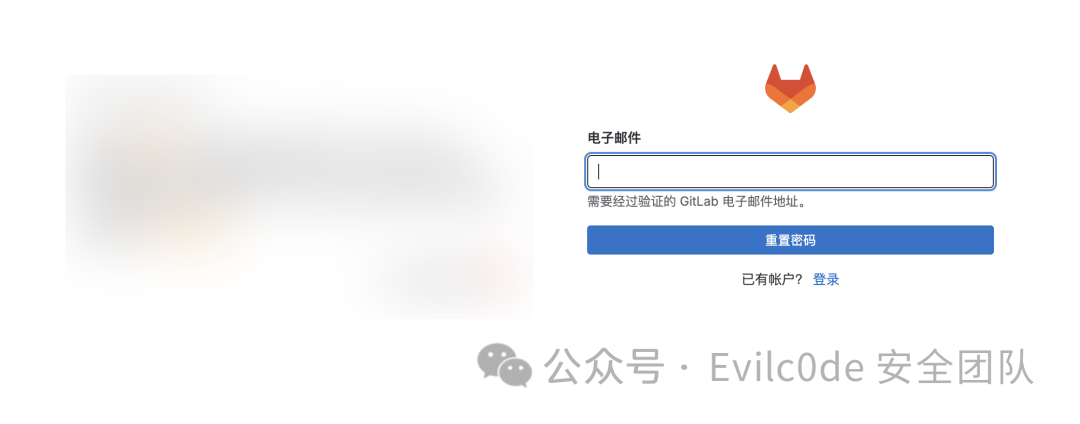 电子邮件
需要经过验证的 GitLab 电子邮件地址。
重置密码
已有帐户? 登录
公众号 · Evilc0de 安全团队